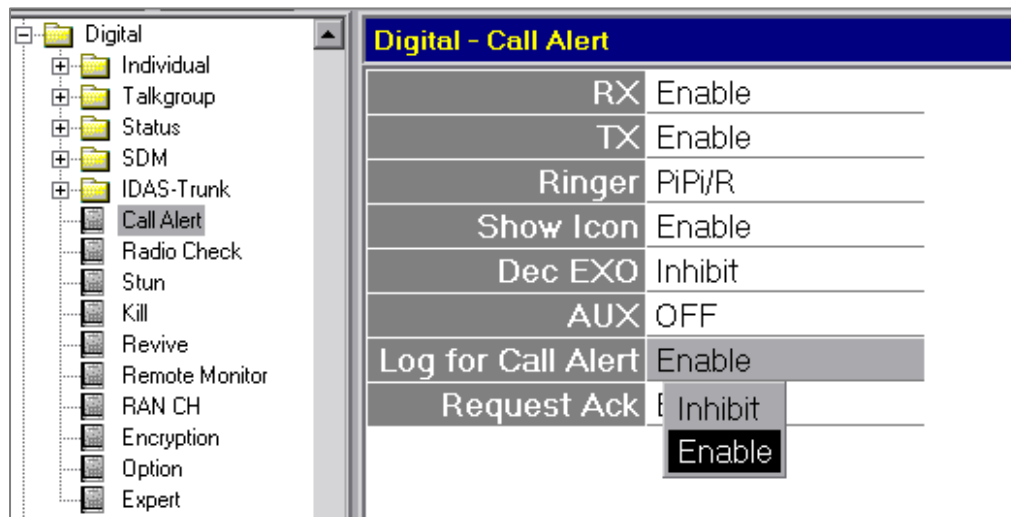 Digital
Individual
Talkgroup
Status
SDM
IDAS-Trunk
Call Alert
Radio Check
Stun
Kill
Revive
Remote Monitor
RAN CH
Encryption
Option
Expert
Digital - Call Alert
RX Enable
TX Enable
Ringer PiPi/R
Show Icon Enable
Dec EXO Inhibit
AUX OFF
Log for Call Alert Enable
Request Ack
Inhibit
Enable